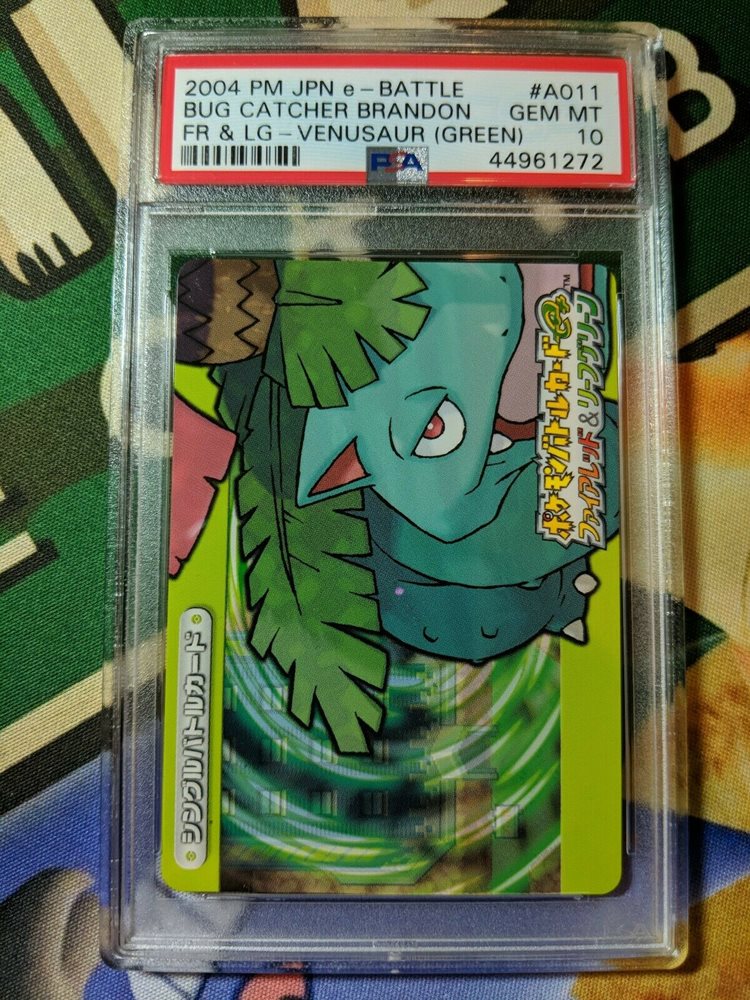 2004 PM JPN e-BATTLE #A011
BUG CATCHER BRANDON GEM MT
FR & LG-VENUSAUR (GREEN) 10
PSA 44961272
ポケモンバトルカードe+™
ファイアレッド&リーフグリーン
シングルバトルカード